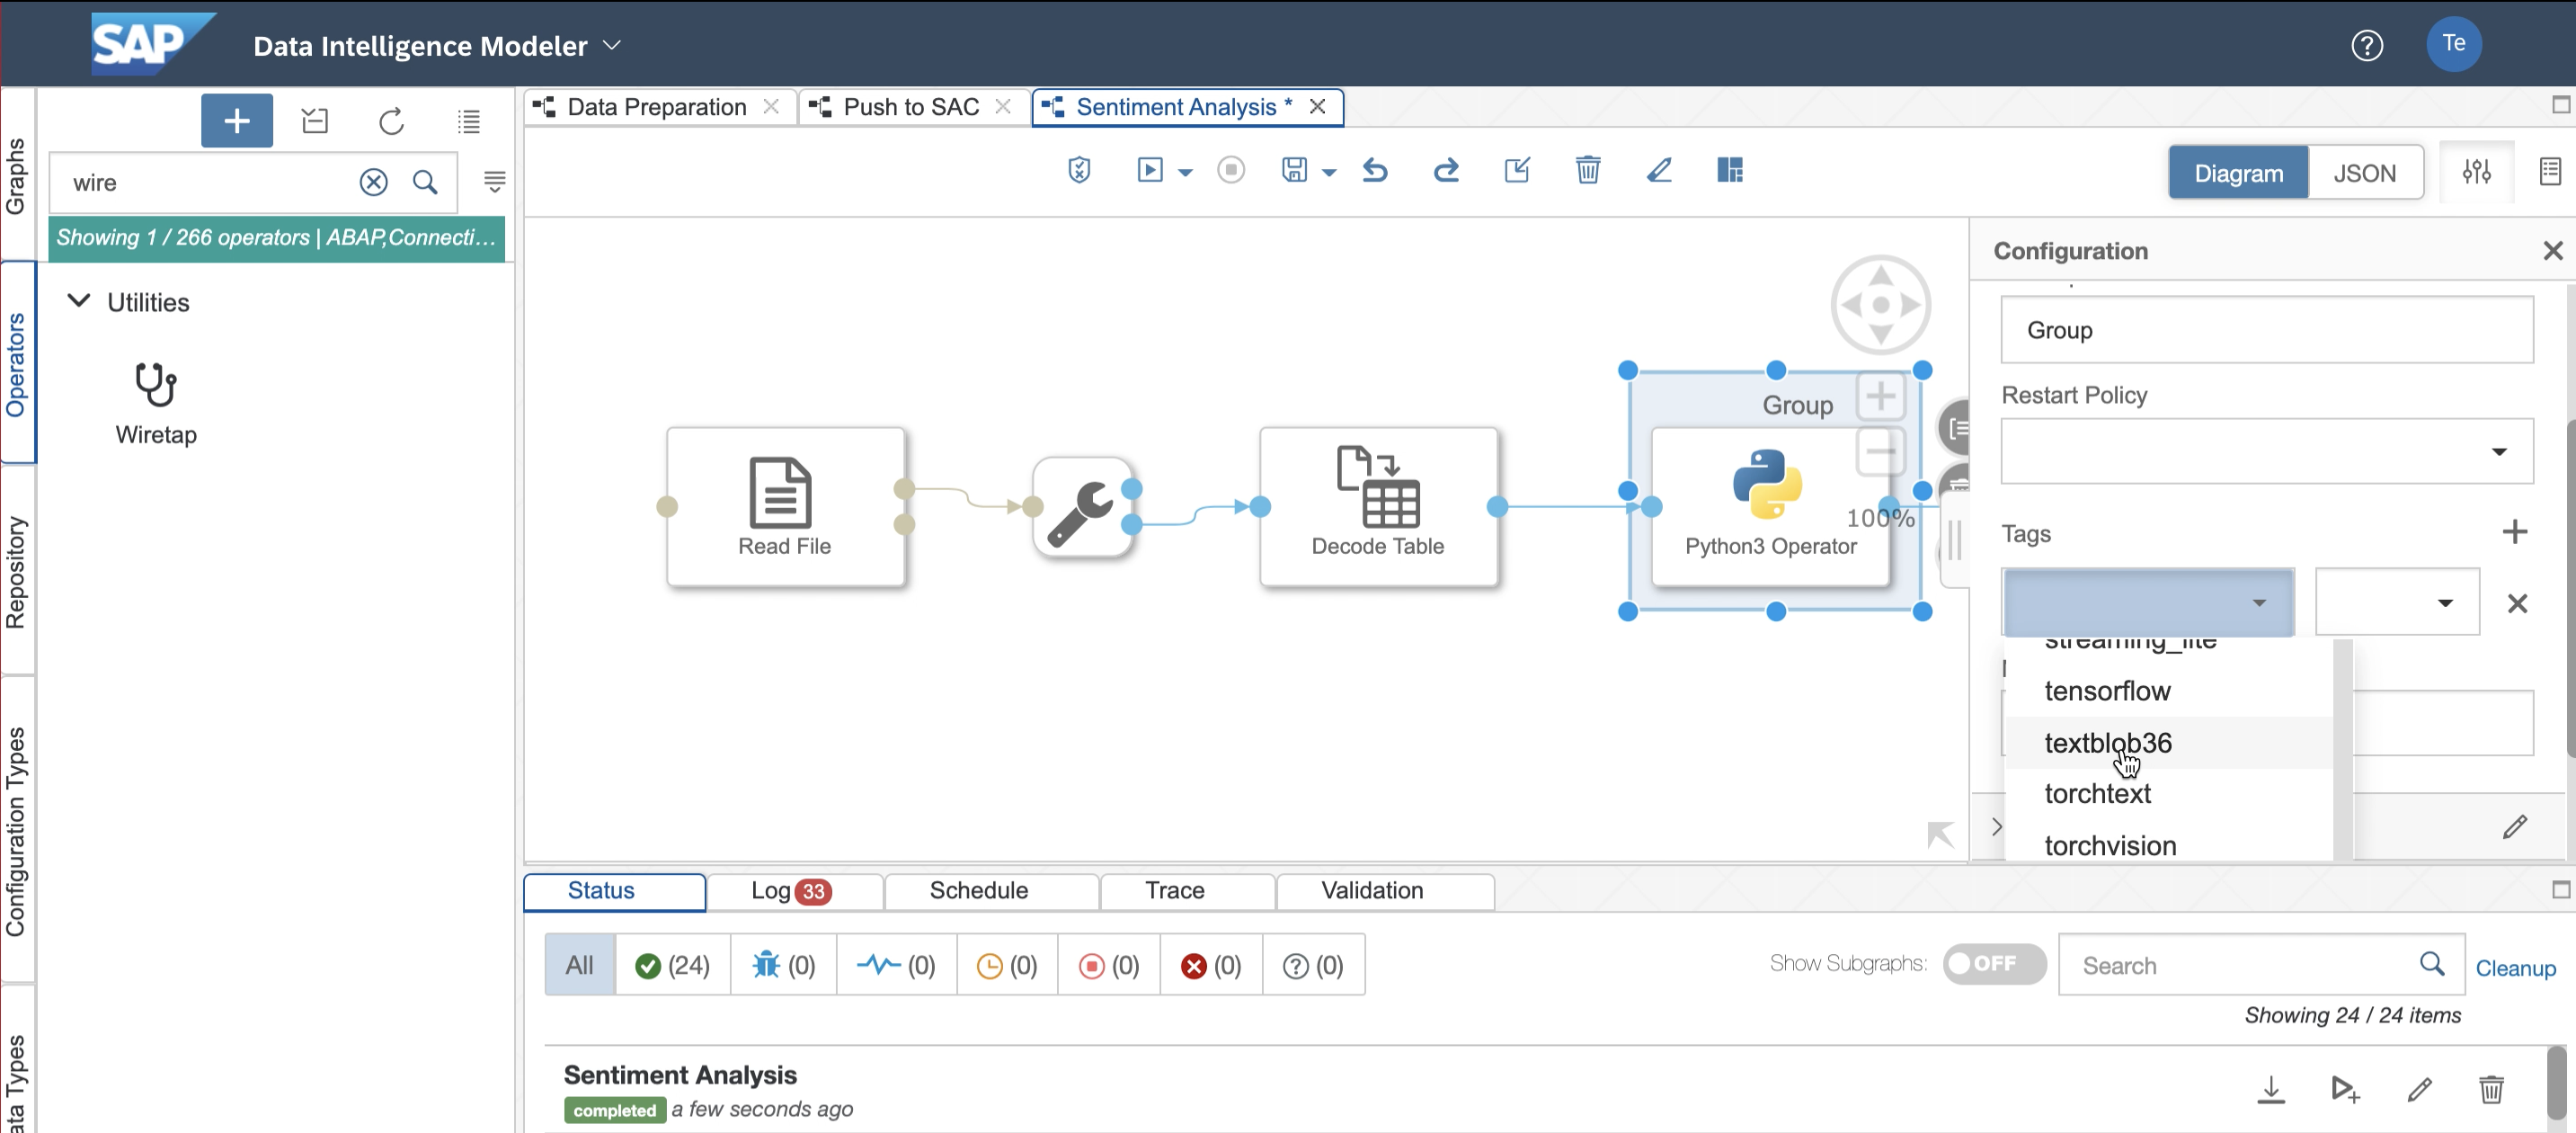 SAP
Data Intelligence Modeler
Te
Graphs
Operators
Repository
Configuration Types
ata Types
wire
Showing 1 / 266 operators | ABAP,Connecti...
Utilities
Wiretap
Data Preparation
Push to SAC
Sentiment Analysis *
Diagram
JSON
Read File
Decode Table
Group
Python3 Operator
100%
Configuration
Group
Restart Policy
Tags
streaming_lite
tensorflow
textblob36
torchtext
torchvision
Status
Log 33
Schedule
Trace
Validation
All
(24)
(0)
(0)
(0)
(0)
(0)
(0)
Show Subgraphs:
OFF
Search
Cleanup
Showing 24 / 24 items
Sentiment Analysis
completed a few seconds ago